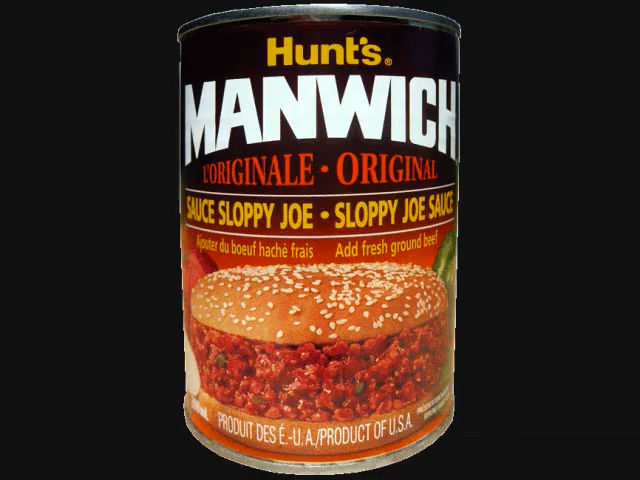 Hunt's®
MANWICH
L'ORIGINALE • ORIGINAL
SAUCE SLOPPY JOE • SLOPPY JOE SAUCE
Ajouter du boeuf haché frais Add fresh ground beef
PRODUIT DES É.-U.A./PRODUCT OF U.S.A.